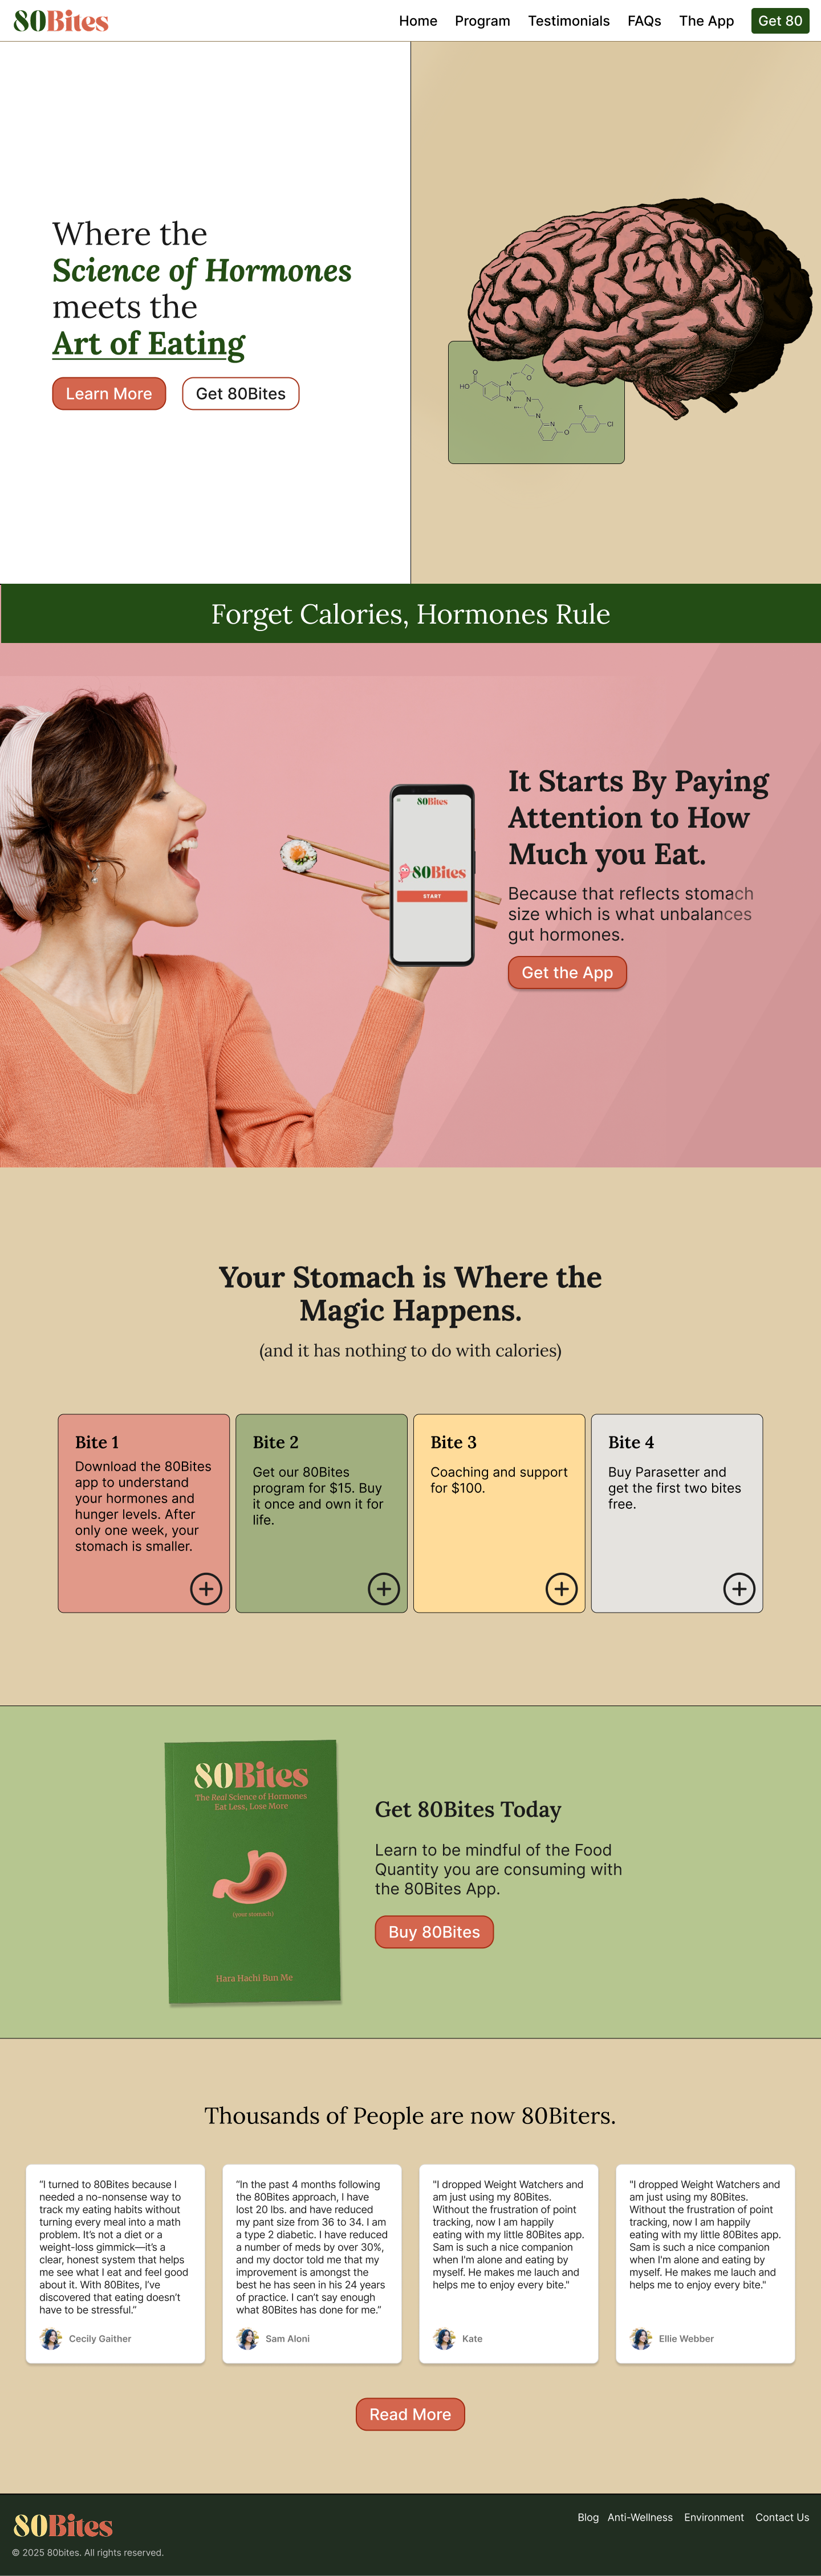 80Bites
Home Program Testimonials FAQs The App Get 80
Where the
Science of Hormones
meets the
Art of Eating
Learn More Get 80Bites
HO
O
O
N
N
N
N
N
O
F
Cl
Forget Calories, Hormones Rule
80Bites
80Bites
START
It Starts By Paying
Attention to How
Much you Eat.
Because that reflects stomach
size which is what unbalances
gut hormones.
Get the App
Your Stomach is Where the
Magic Happens.
(and it has nothing to do with calories)
Bite 1
Download the 80Bites
app to understand
your hormones and
hunger levels. After
only one week, your
stomach is smaller.
Bite 2
Get our 80Bites
program for $15. Buy
it once and own it for
life.
Bite 3
Coaching and support
for $100.
Bite 4
Buy Parasetter and
get the first two bites
free.
80Bites
The Real Science of Hormones
Eat Less, Lose More
(your stomach)
Hara Hachi Bun Me
Get 80Bites Today
Learn to be mindful of the Food
Quantity you are consuming with
the 80Bites App.
Buy 80Bites
Thousands of People are now 80Biters.
"I turned to 80Bites because I
needed a no-nonsense way to
track my eating habits without
turning every meal into a math
problem. It's not a diet or a
weight-loss gimmick—it's a
clear, honest system that helps
me see what I eat and feel good
about it. With 80Bites, I've
discovered that eating doesn't
have to be stressful."
Cecily Gaither
"In the past 4 months following
the 80Bites approach, I have
lost 20 lbs. and have reduced
my pant size from 36 to 34. I am
a type 2 diabetic. I have reduced
a number of meds by over 30%,
and my doctor told me that my
improvement is amongst the
best he has seen in his 24 years
of practice. I can't say enough
what 80Bites has done for me."
Sam Aloni
"I dropped Weight Watchers and
am just using my 80Bites.
Without the frustration of point
tracking, now I am happily
eating with my little 80Bites app.
Sam is such a nice companion
when I'm alone and eating by
myself. He makes me lauch and
helps me to enjoy every bite."
Kate
"I dropped Weight Watchers and
am just using my 80Bites.
Without the frustration of point
tracking, now I am happily
eating with my little 80Bites app.
Sam is such a nice companion
when I'm alone and eating by
myself. He makes me lauch and
helps me to enjoy every bite."
Ellie Webber
Read More
80Bites
Blog Anti-Wellness Environment Contact Us
© 2025 80bites. All rights reserved.